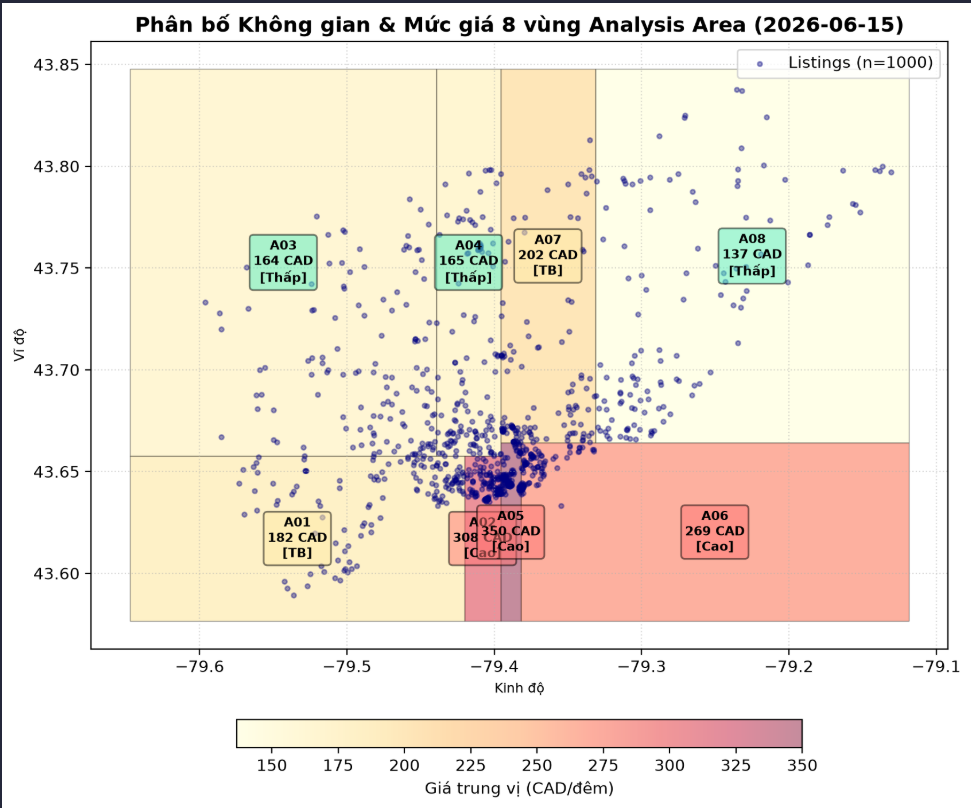 Phân bố Không gian & Mức giá 8 vùng Analysis Area (2026-06-15)
Listings (n=1000)
Vĩ độ
43.85
43.80
43.75
43.70
43.65
43.60
A03
164 CAD
[Thấp]
A04
165 CAD
[Thấp]
A07
202 CAD
[TB]
A08
137 CAD
[Thấp]
A01
182 CAD
[TB]
A02
308 CAD
[Cao]
A05
350 CAD
[Cao]
A06
269 CAD
[Cao]
−79.6
−79.5
−79.4
−79.3
−79.2
−79.1
Kinh độ
150
175
200
225
250
275
300
325
350
Giá trung vị (CAD/đêm)